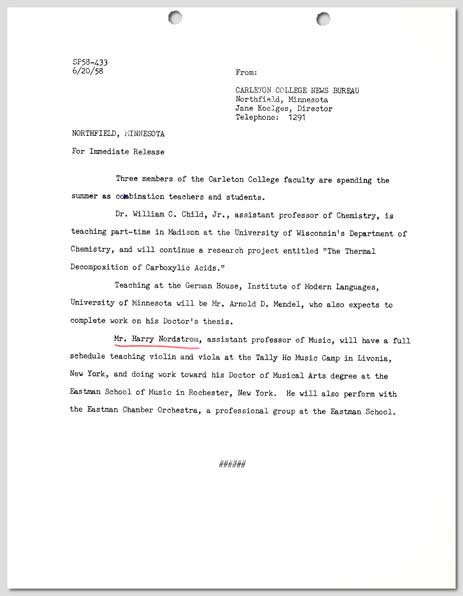 SP58-433
6/20/58
From:
CARLETON COLLEGE NEWS BUREAU
Northfield, Minnesota
Jane Koelges, Director
Telephone: 1291
NORTHFIELD, MINNESOTA
For Immediate Release
Three members of the Carleton College faculty are spending the
summer as combination teachers and students.
Dr. William C. Child, Jr., assistant professor of Chemistry, is
teaching part-time in Madison at the University of Wisconsin's Department of
Chemistry, and will continue a research project entitled "The Thermal
Decomposition of Carboxylic Acids."
Teaching at the German House, Institute of Modern Languages,
University of Minnesota will be Mr. Arnold D. Mendel, who also expects to
complete work on his Doctor's thesis.
Mr. Harry Nordstrom, assistant professor of Music, will have a full
schedule teaching violin and viola at the Tally Ho Music Camp in Livonia,
New York, and doing work toward his Doctor of Musical Arts degree at the
Eastman School of Music in Rochester, New York. He will also perform with
the Eastman Chamber Orchestra, a professional group at the Eastman School.
######